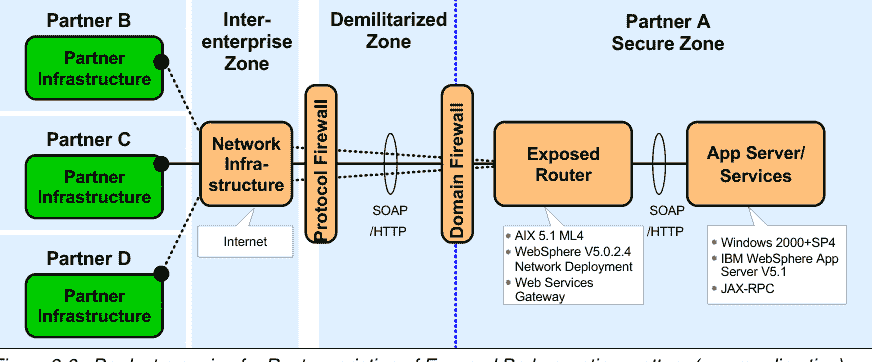 Partner B
Partner
Infrastructure
Partner C
Partner
Infrastructure
Partner D
Partner
Infrastructure
Inter-
enterprise
Zone
Network
Infra-
structure
Internet
Demilitarized
Zone
Protocol Firewall
SOAP
/HTTP
Domain Firewall
Partner A
Secure Zone
Exposed
Router
AIX 5.1 ML4
WebSphere V5.0.2.4
Network Deployment
Web Services
Gateway
SOAP
/HTTP
App Server/
Services
Windows 2000+SP4
IBM WebSphere App
Server V5.1
JAX-RPC